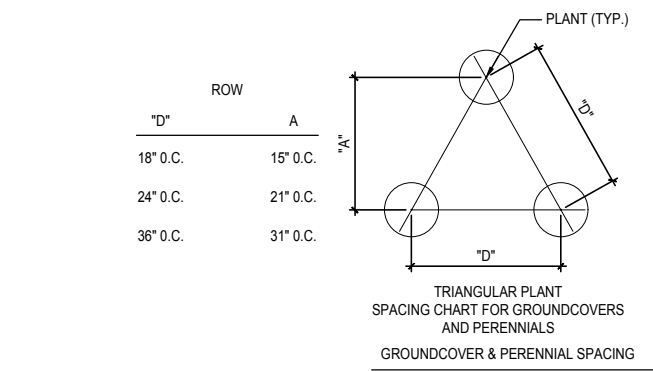 ROW
"D" A
18" O.C. 15" O.C.
24" O.C. 21" O.C.
36" O.C. 31" O.C.
PLANT (TYP.)
"D"
"A"
"D"
TRIANGULAR PLANT
SPACING CHART FOR GROUNDCOVERS
AND PERENNIALS
GROUNDCOVER & PERENNIAL SPACING